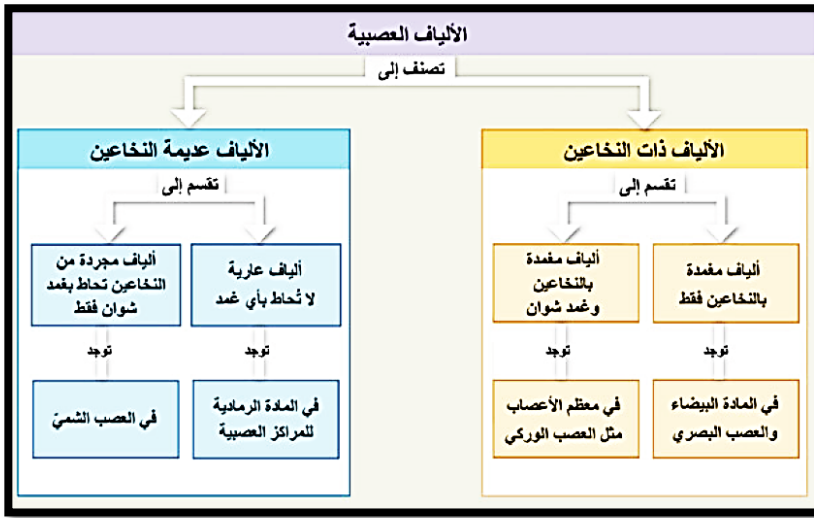 الألياف العصبية
تصنف إلى
الألياف ذات النخاعين
تقسم إلى
ألياف مغمدة
بالنخاعين فقط
توجد
في المادة البيضاء
والعصب البصري
ألياف مغمدة
بالنخاعين
وغمد شوان
توجد
في معظم الأعصاب
مثل العصب الوركي
الألياف عديمة النخاعين
تقسم إلى
ألياف عارية
لا تُحاط بأي غمد
توجد
في المادة الرمادية
للمراكز العصبية
ألياف مجردة من
النخاعين تحاط بغمد
شوان فقط
توجد
في العصب الشميّ